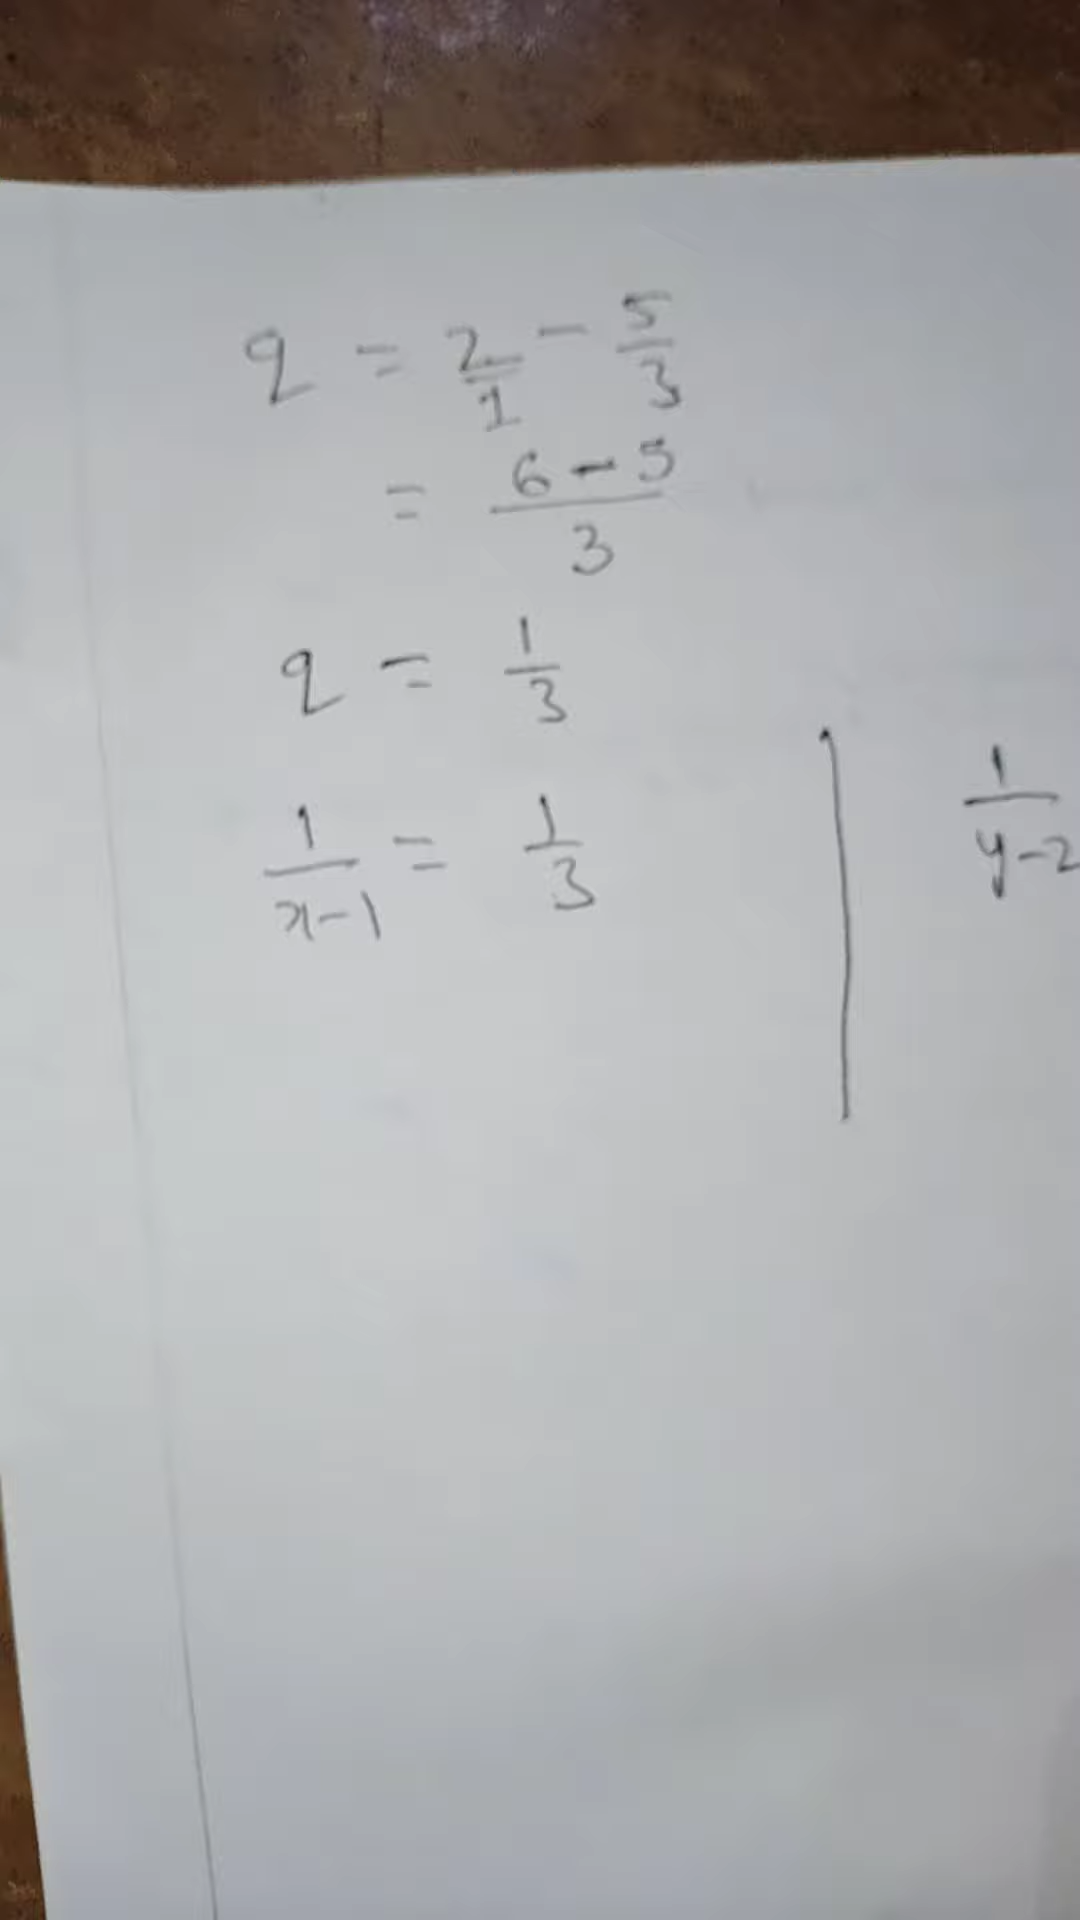 q = 2/1 - 5/3
= 6-5/3
q = 1/3
1/x-1 = 1/3
1/y-2